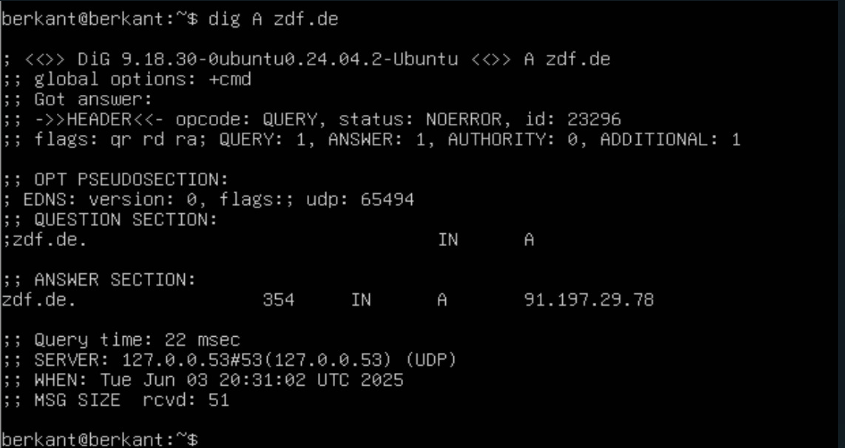 berkant@berkant:~$ dig A zdf.de
; <<>> DiG 9.18.30-0ubuntu0.24.04.2-Ubuntu <<>> A zdf.de
;; global options: +cmd
;; Got answer:
;; ->>HEADER<<- opcode: QUERY, status: NOERROR, id: 23296
;; flags: qr rd ra; QUERY: 1, ANSWER: 1, AUTHORITY: 0, ADDITIONAL: 1
;; OPT PSEUDOSECTION:
; EDNS: version: 0, flags:; udp: 65494
;; QUESTION SECTION:
;zdf.de. IN A
;; ANSWER SECTION:
zdf.de. 354 IN A 91.197.29.78
;; Query time: 22 msec
;; SERVER: 127.0.0.53#53(127.0.0.53) (UDP)
;; WHEN: Tue Jun 03 20:31:02 UTC 2025
;; MSG SIZE rcvd: 51
berkant@berkant:~$